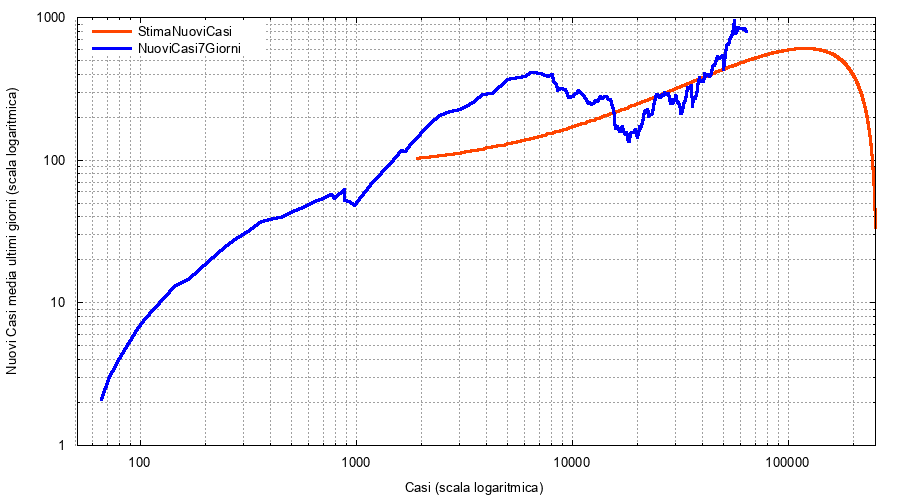 StimaNuoviCasi
NuoviCasi7Giorni
Nuovi Casi media ultimi giorni (scala logaritmica)
1000
100
10
1
100
1000
10000
100000
Casi (scala logaritmica)